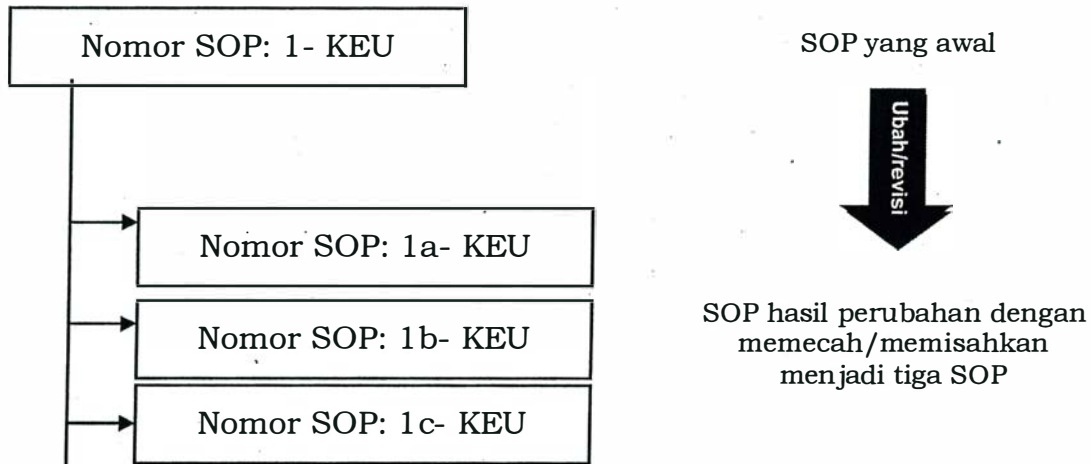 Nomor SOP: 1- KEU
SOP yang awal
Ubah/revisi
Nomor SOP: 1a- KEU
Nomor SOP: 1b- KEU
Nomor SOP: 1c- KEU
SOP hasil perubahan dengan
memecah/memisahkan
menjadi tiga SOP